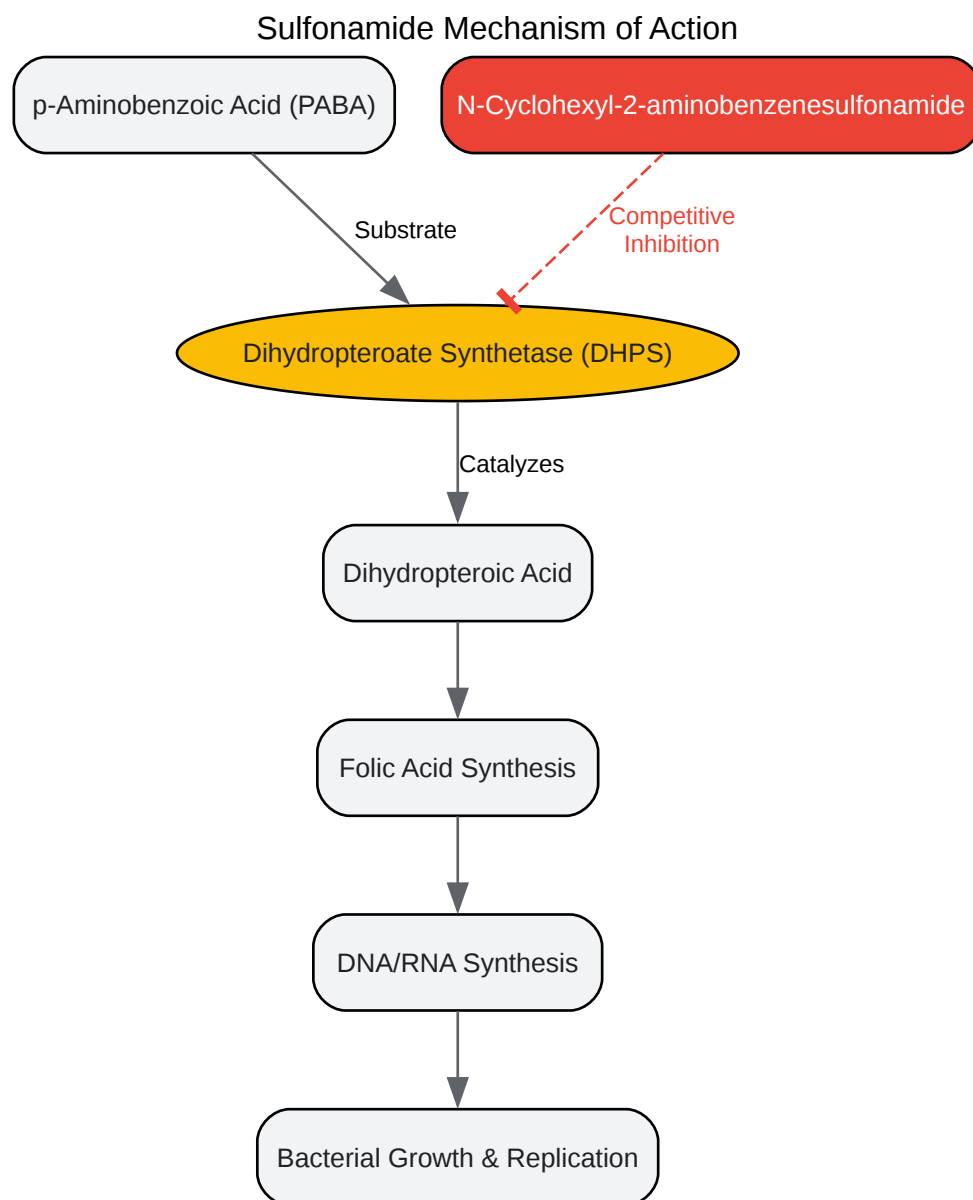 Sulfonamide Mechanism of Action
p-Aminobenzoic Acid (PABA)
N-Cyclohexyl-2-aminobenzenesulfonamide
Substrate
Competitive
Inhibition
Dihydropteroate Synthetase (DHPS)
Catalyzes
Dihydropteroic Acid
Folic Acid Synthesis
DNA/RNA Synthesis
Bacterial Growth & Replication